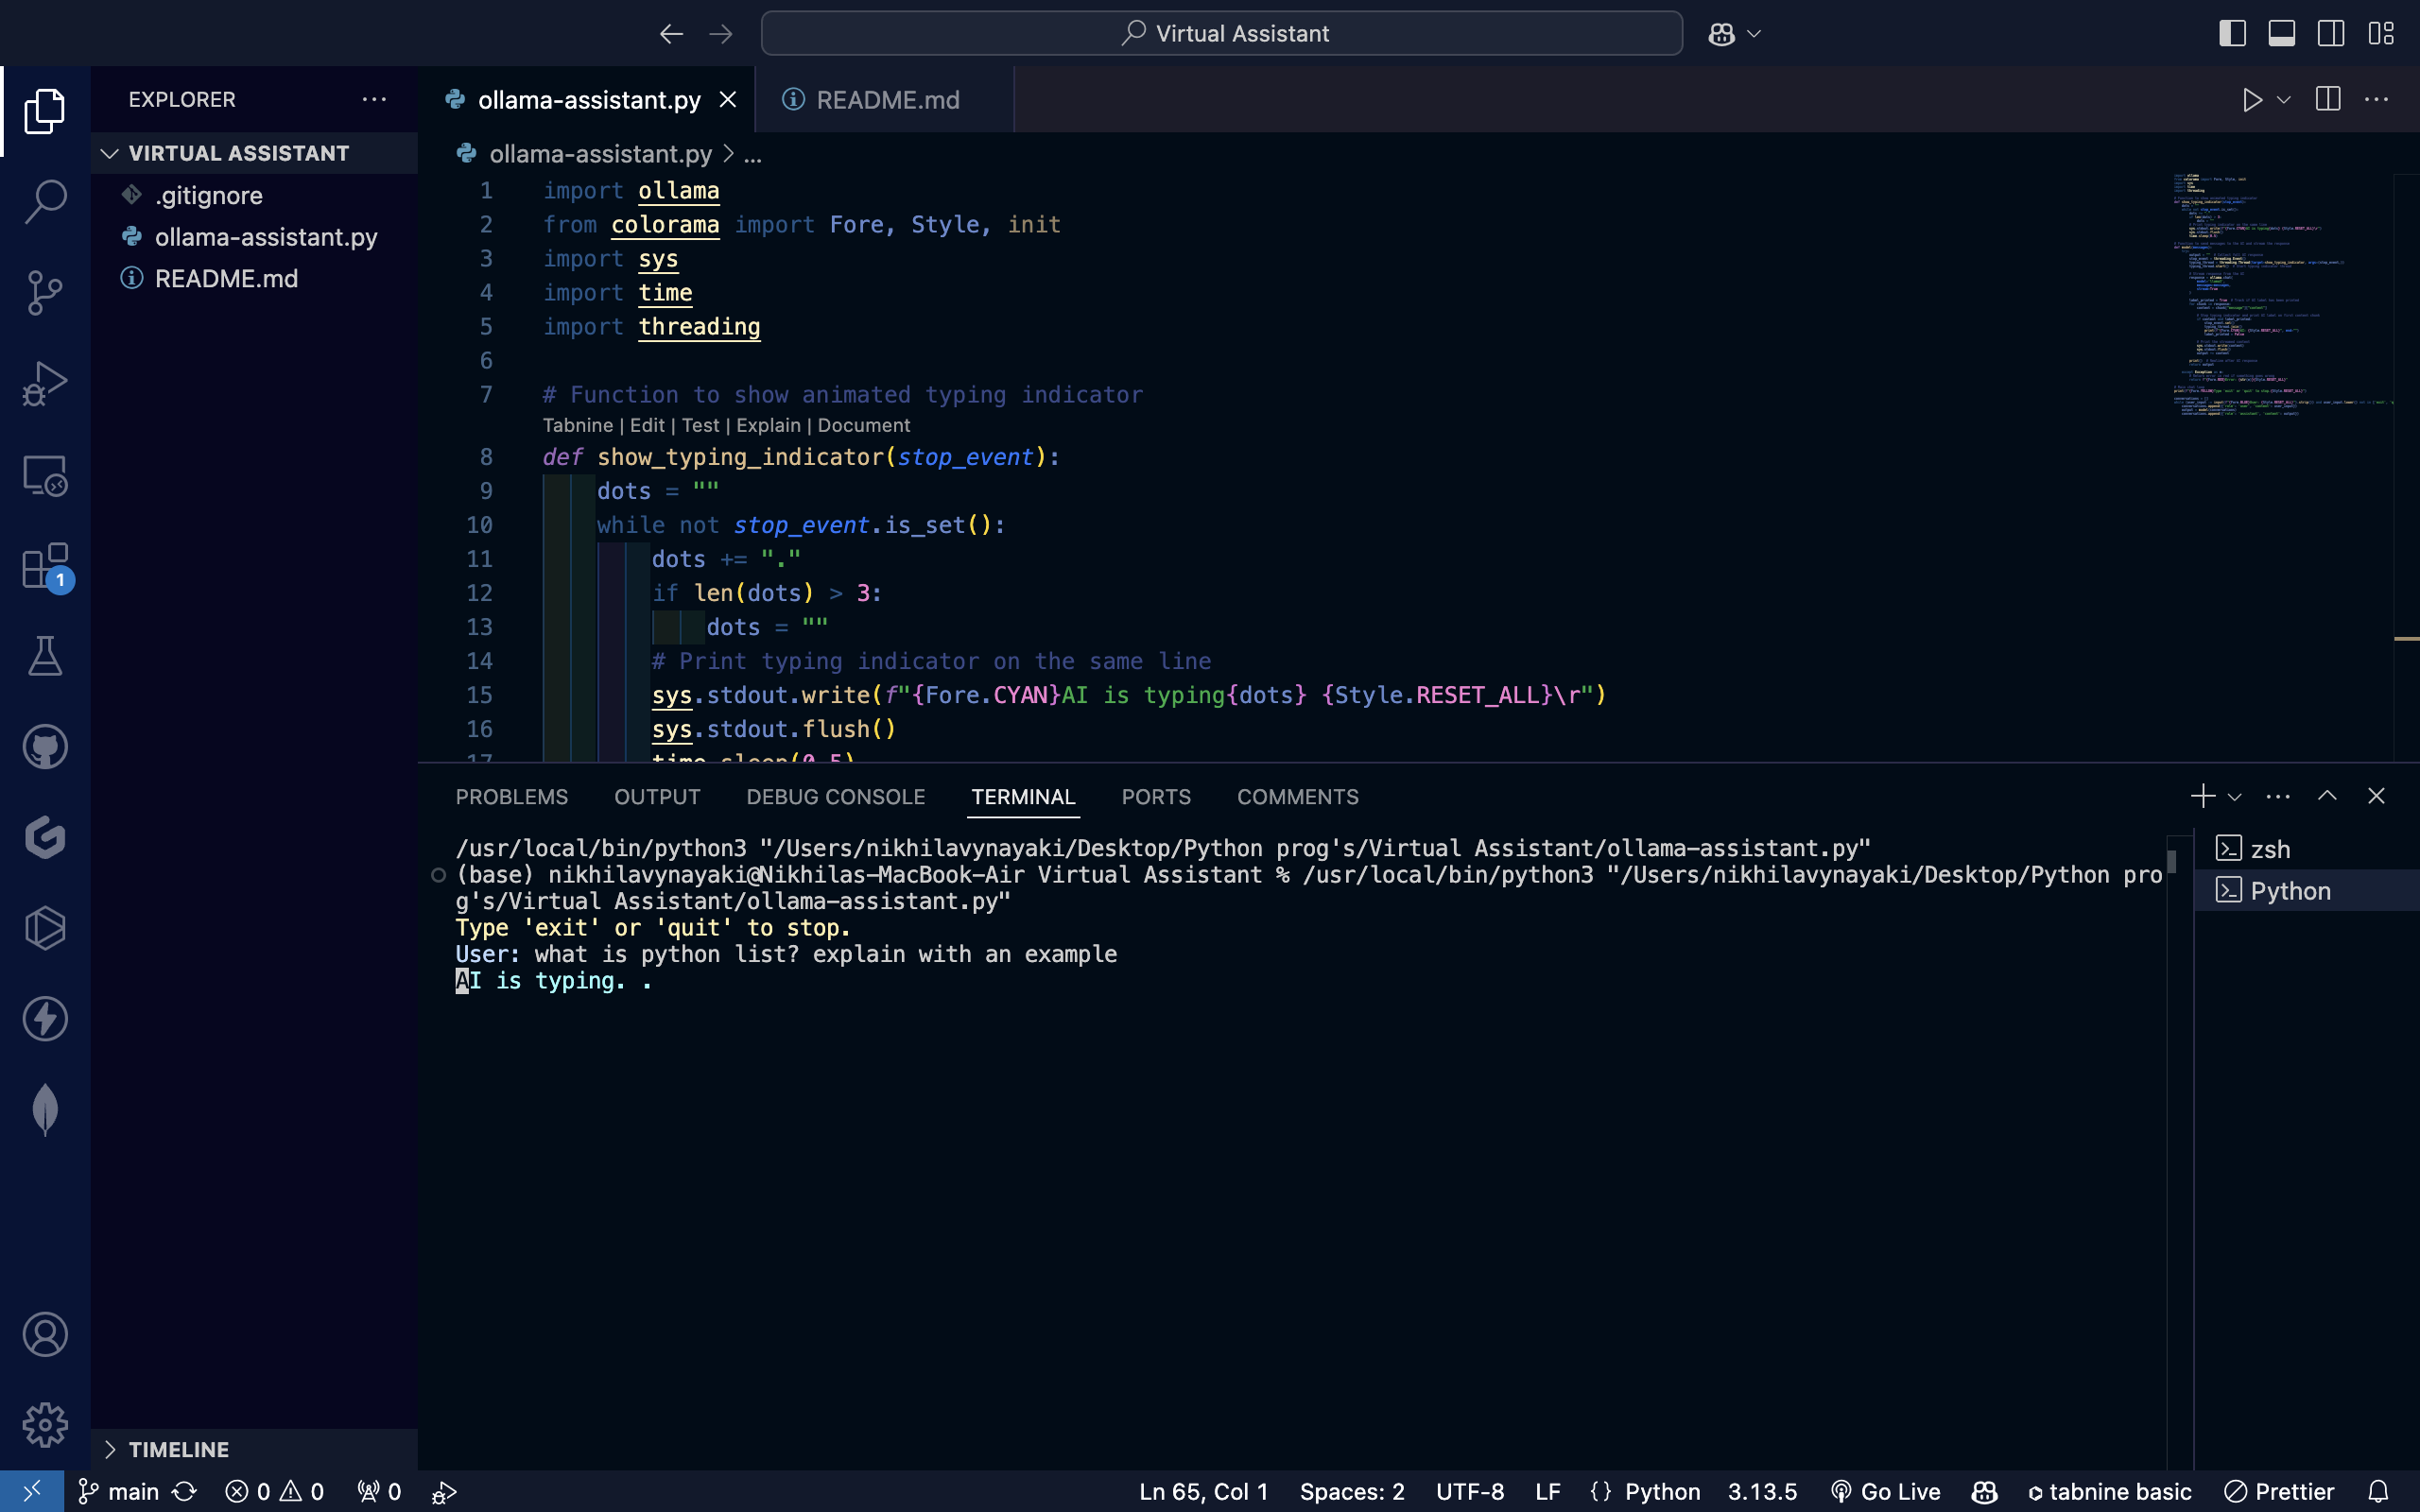 Virtual Assistant
EXPLORER
ollama-assistant.py
README.md
VIRTUAL ASSISTANT
.gitignore
ollama-assistant.py
README.md
1
ollama-assistant.py > ...
1 import ollama
2 from colorama import Fore, Style, init
3 import sys
4 import time
5 import threading
6
7 # Function to show animated typing indicator
Tabnine | Edit | Test | Explain | Document
8 def show_typing_indicator(stop_event):
9 dots = ""
10 while not stop_event.is_set():
11 dots += "."
12 if len(dots) > 3:
13 dots = ""
14 # Print typing indicator on the same line
15 sys.stdout.write(f"{Fore.CYAN}AI is typing{dots} {Style.RESET_ALL}\r")
16 sys.stdout.flush()
17 time.sleep(0.5)
PROBLEMS OUTPUT DEBUG CONSOLE TERMINAL PORTS COMMENTS
/usr/local/bin/python3 "/Users/nikhilavynayaki/Desktop/Python prog's/Virtual Assistant/ollama-assistant.py"
(base) nikhilavynayaki@Nikhilas-MacBook-Air Virtual Assistant % /usr/local/bin/python3 "/Users/nikhilavynayaki/Desktop/Python pro
g's/Virtual Assistant/ollama-assistant.py"
Type 'exit' or 'quit' to stop.
User: what is python list? explain with an example
AI is typing. .
zsh
Python
TIMELINE
main 0 0 0 Ln 65, Col 1 Spaces: 2 UTF-8 LF {} Python 3.13.5 Go Live tabnine basic Prettier